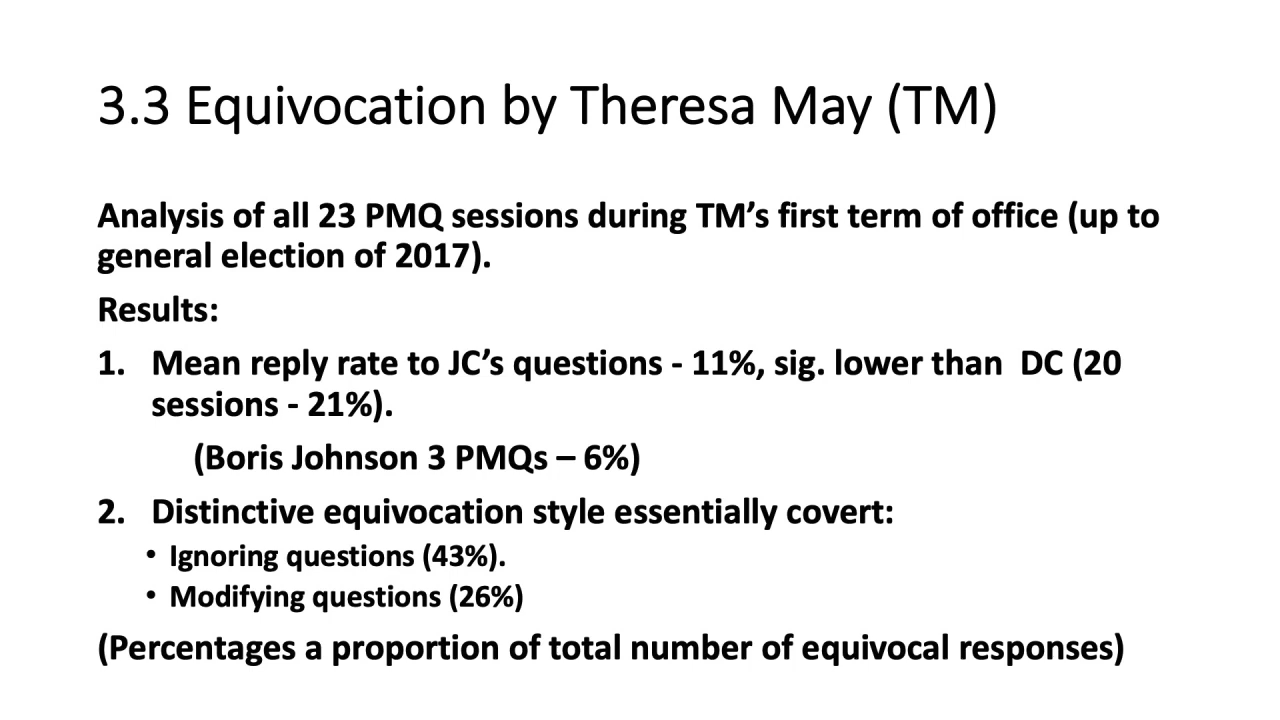 3.3 Equivocation by Theresa May (TM)
Analysis of all 23 PMQ sessions during TM’s first term of office (up to
general election of 2017).
Results:
1. Mean reply rate to JC’s questions - 11%, sig. lower than  DC (20
sessions - 21%).
(Boris Johnson 3 PMQs – 6%)
2. Distinctive equivocation style essentially covert:
• Ignoring questions (43%).
• Modifying questions (26%)
(Percentages a proportion of total number of equivocal responses)